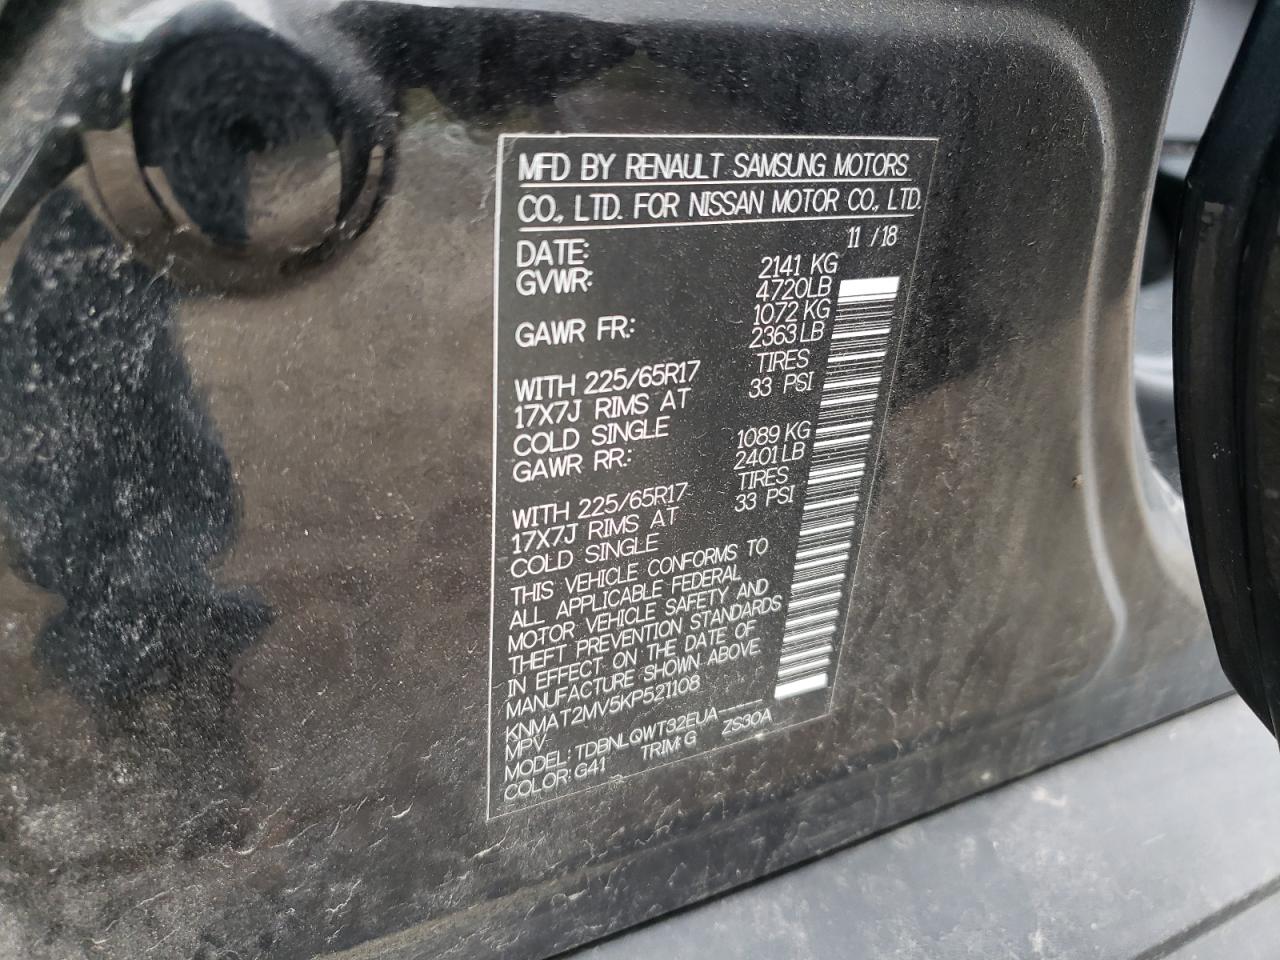 MFD BY RENAULT SAMSUNG MOTORS
CO., LTD. FOR NISSAN MOTOR CO., LTD.
DATE: 11 /18
GVWR: 2141 KG
4720LB
GAWR FR: 1072 KG
2363LB
WITH 225/65R17 TIRES
17X7J RIMS AT 33 PSI
COLD SINGLE
GAWR RR: 1089 KG
2401LB
WITH 225/65R17 TIRES
17X7J RIMS AT 33 PSI
COLD SINGLE
THIS VEHICLE CONFORMS TO
ALL APPLICABLE FEDERAL
MOTOR VEHICLE SAFETY AND
THEFT PREVENTION STANDARDS
IN EFFECT ON THE DATE OF
MANUFACTURE SHOWN ABOVE.
KNMAT2MV5KP521108
MPV
MODEL: TDBNLQWT32EUA-----
COLOR: G41 TRIM: G ZS30A